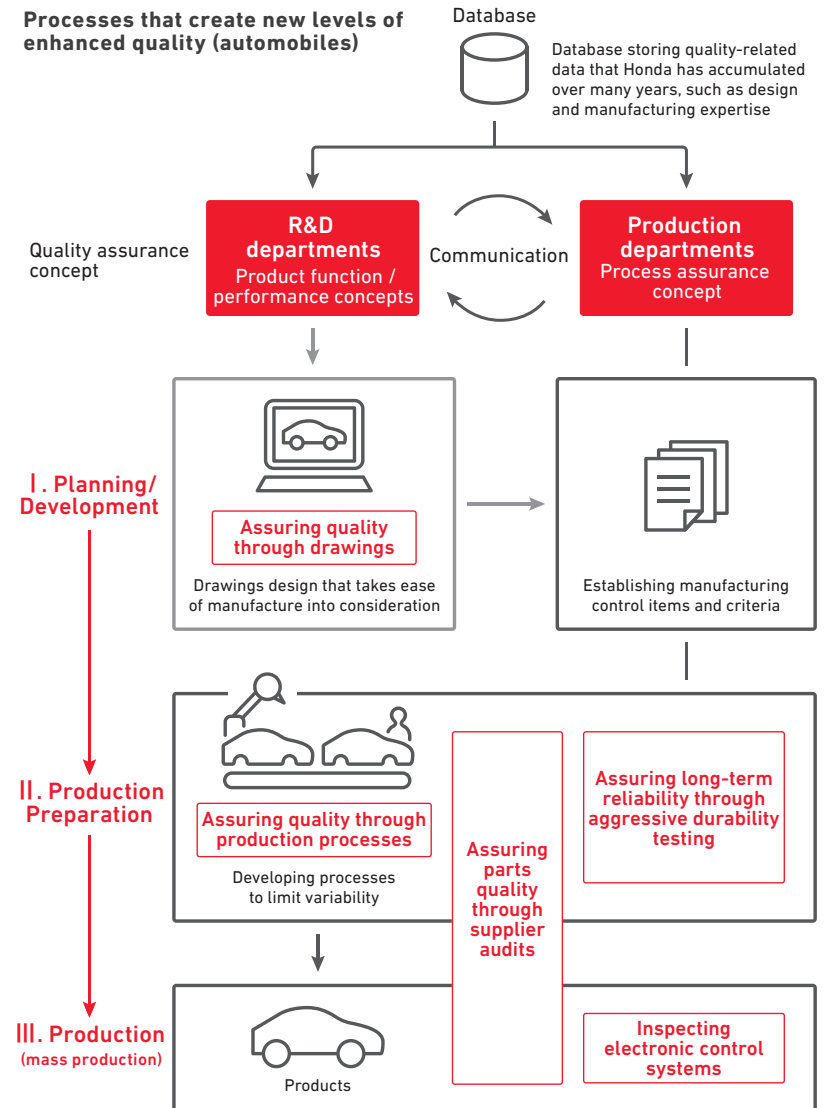 Processes that create new levels of
enhanced quality (automobiles)
Database
Database storing quality-related
data that Honda has accumulated
over many years, such as design
and manufacturing expertise
Quality assurance
concept
R&D
departments
Product function /
performance concepts
Communication
Production
departments
Process assurance
concept
Ⅰ. Planning/
Development
Assuring quality
through drawings
Drawings design that takes ease
of manufacture into consideration
Establishing manufacturing
control items and criteria
Ⅱ. Production
Preparation
Assuring quality through
production processes
Developing processes
to limit variability
Assuring
parts
quality
through
supplier
audits
Assuring long-term
reliability through
aggressive durability
testing
Ⅲ. Production
(mass production)
Products
Inspecting
electronic control
systems